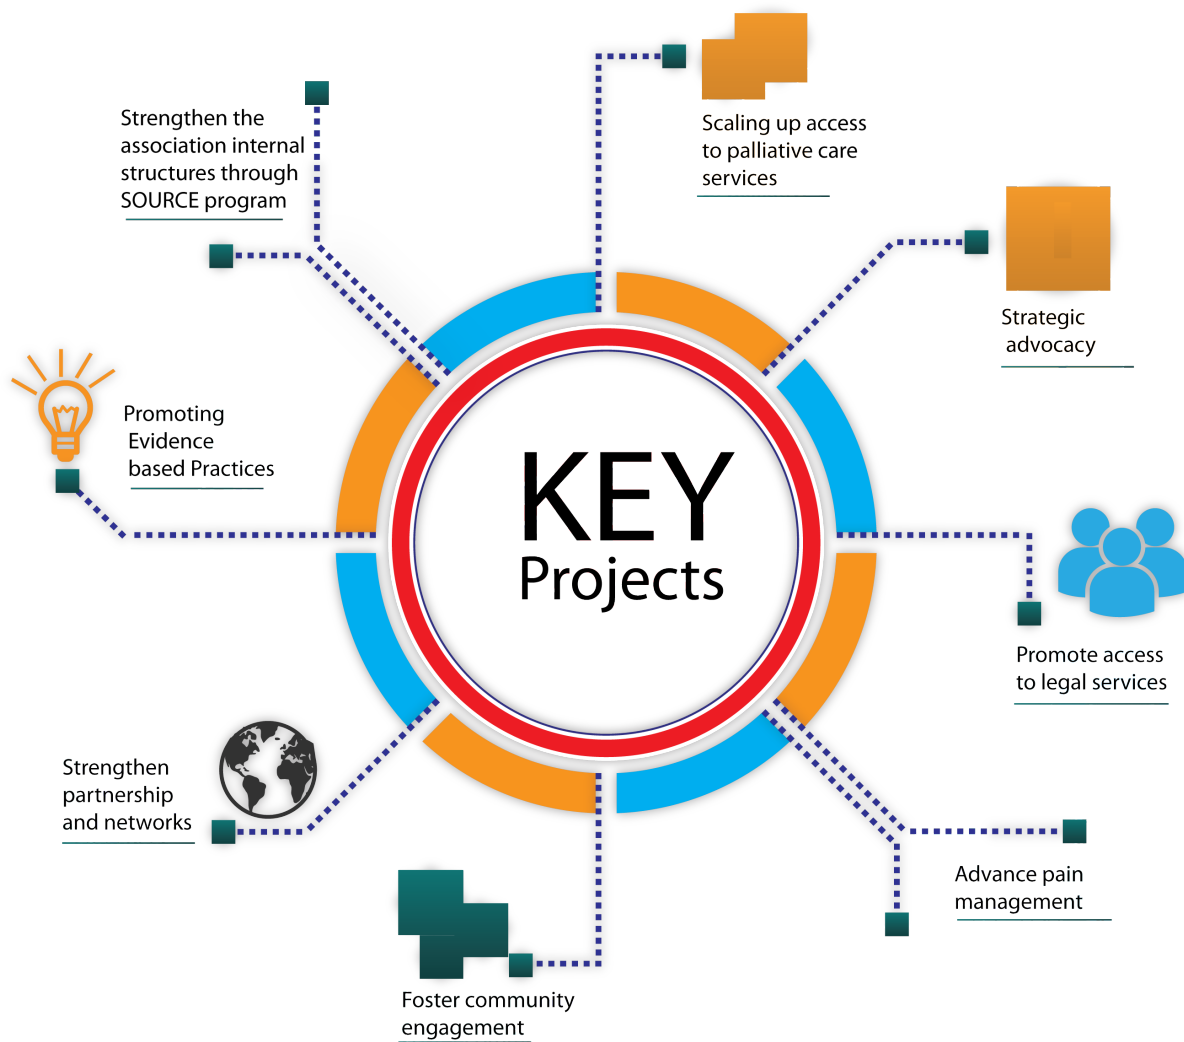 KEY
Projects
Scaling up access
to palliative care
services
Strategic
advocacy
Promote access
to legal services
Advance pain
management
Foster community
engagement
Strengthen
partnership
and networks
Promoting
Evidence
based Practices
Strengthen the
association internal
structures through
SOURCE program